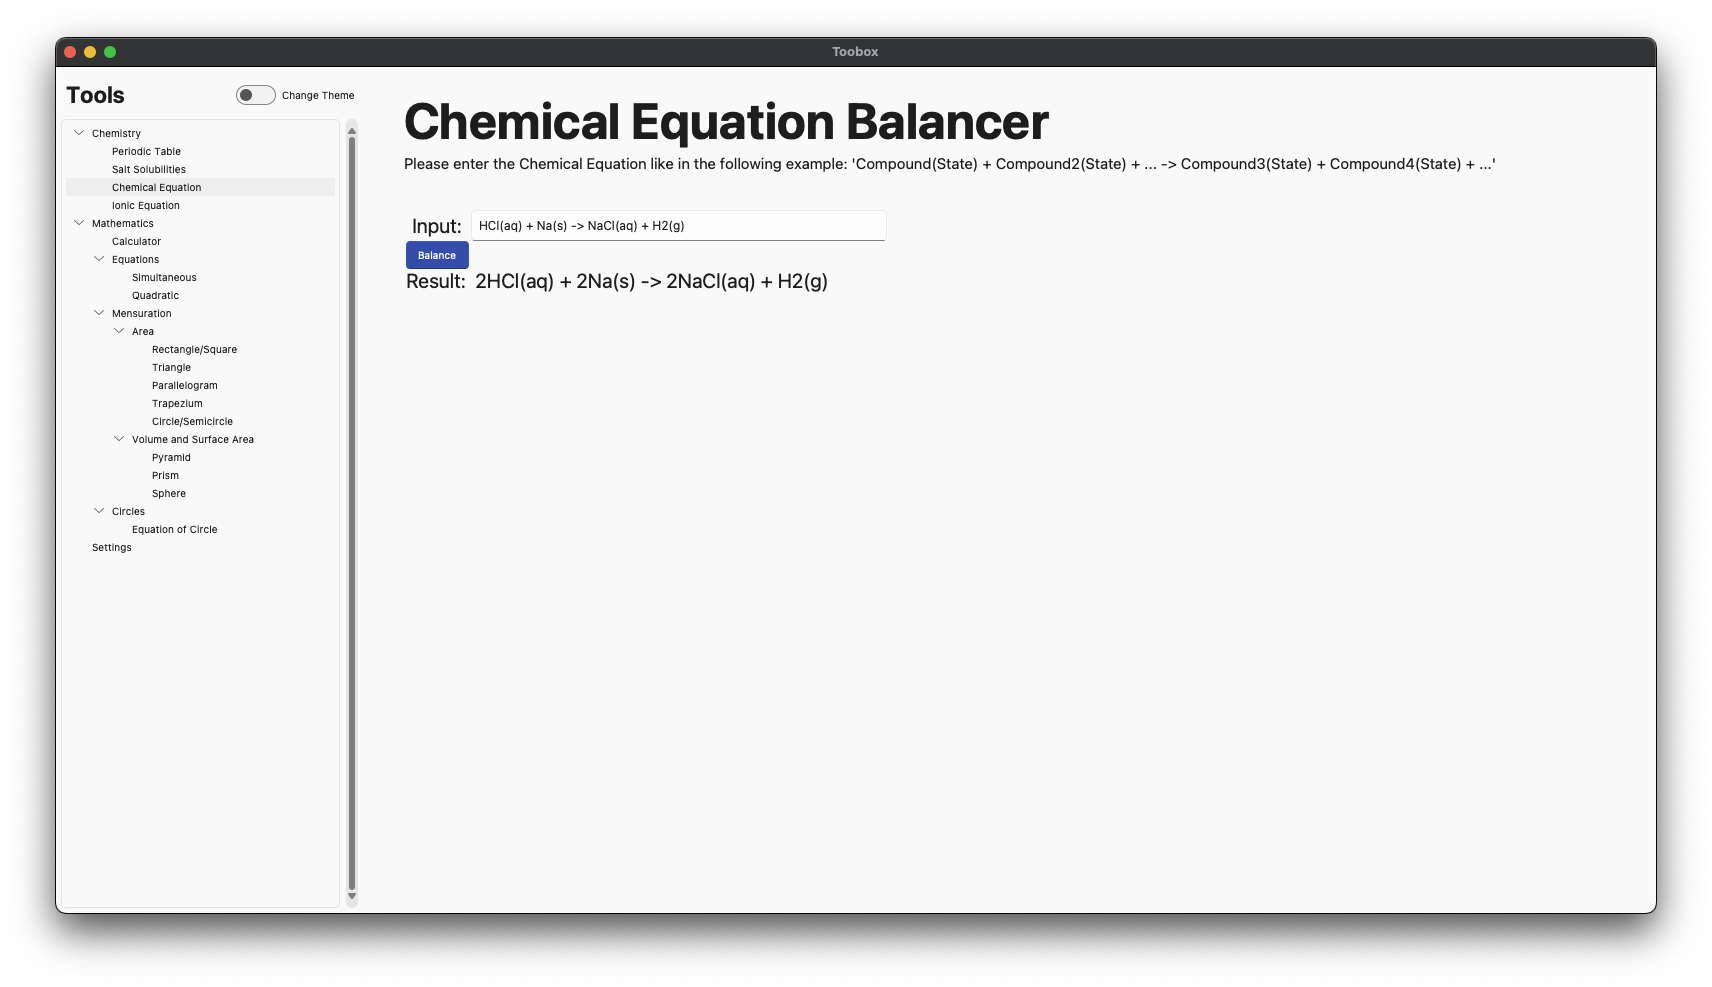 Toobox
Tools
Change Theme
Chemistry
Periodic Table
Salt Solubilities
Chemical Equation
Ionic Equation
Mathematics
Calculator
Equations
Simultaneous
Quadratic
Mensuration
Area
Rectangle/Square
Triangle
Parallelogram
Trapezium
Circle/Semicircle
Volume and Surface Area
Pyramid
Prism
Sphere
Circles
Equation of Circle
Settings
Chemical Equation Balancer
Please enter the Chemical Equation like in the following example: 'Compound(State) + Compound2(State) + ... -> Compound3(State) + Compound4(State) + ...'
Input: HCl(aq) + Na(s) -> NaCl(aq) + H2(g)
Balance
Result: 2HCl(aq) + 2Na(s) -> 2NaCl(aq) + H2(g)